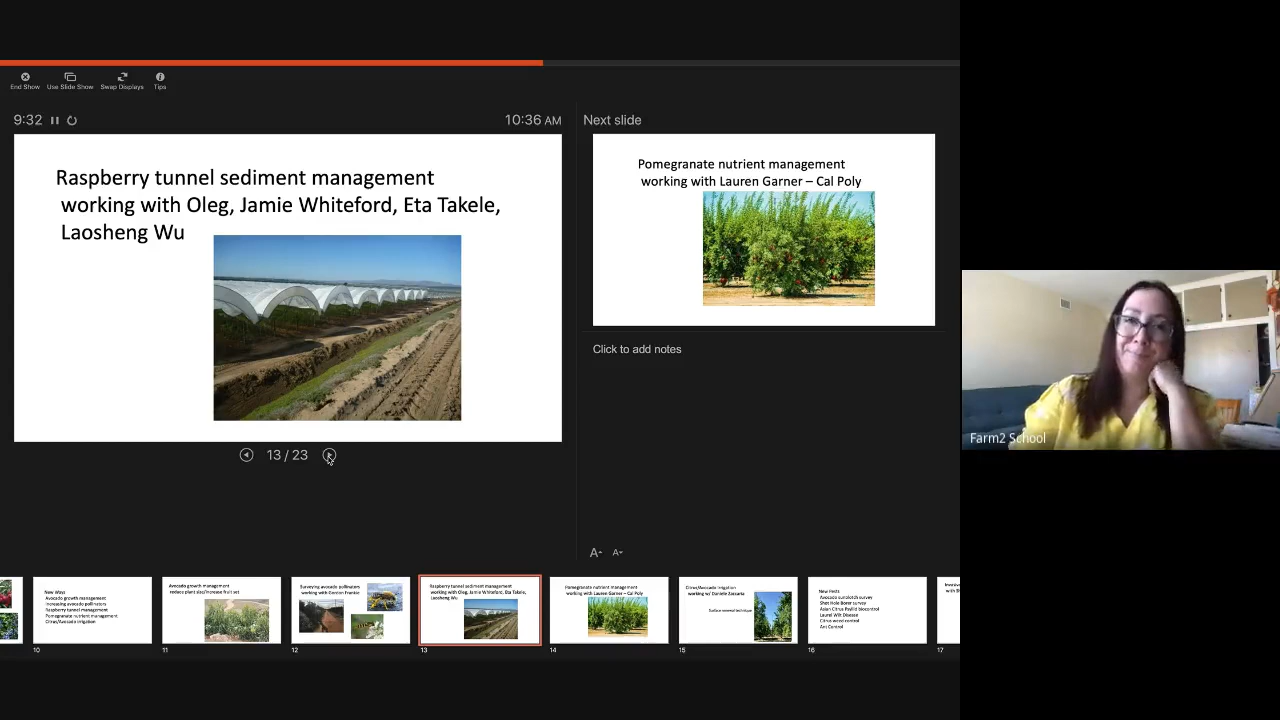 End Show
Use Slide Show
Swap Displays
Tips
9:32
10:36 AM
Raspberry tunnel sediment management
working with Oleg, Jamie Whiteford, Eta Takele,
Laosheng Wu
13 / 23
Next slide
Pomegranate nutrient management
working with Lauren Garner – Cal Poly
Click to add notes
A
A
Farm2 School
New Ways
Avocado growth management
Increasing avocado pollinators
Raspberry tunnel management
Pomegranate nutrient management
Citrus/Avocado irrigation
10
Avocado growth management
reduce plant size/increase fruit set
11
Surveying avocado pollinators
working with Gordon Frankie
12
Raspberry tunnel sediment management
working with Oleg, Jamie Whiteford, Eta Takele,
Laosheng Wu
13
Pomegranate nutrient management
working with Lauren Garner – Cal Poly
14
Citrus/Avocado irrigation
working w/ Daniele Zaccaria
Surface renewal technique
15
New Pests
Avocado sunblotch survey
Shot Hole Borer survey
Asian Citrus Psyllid biocontrol
Laurel Wilt Disease
Citrus weed control
Ant Control
16
17